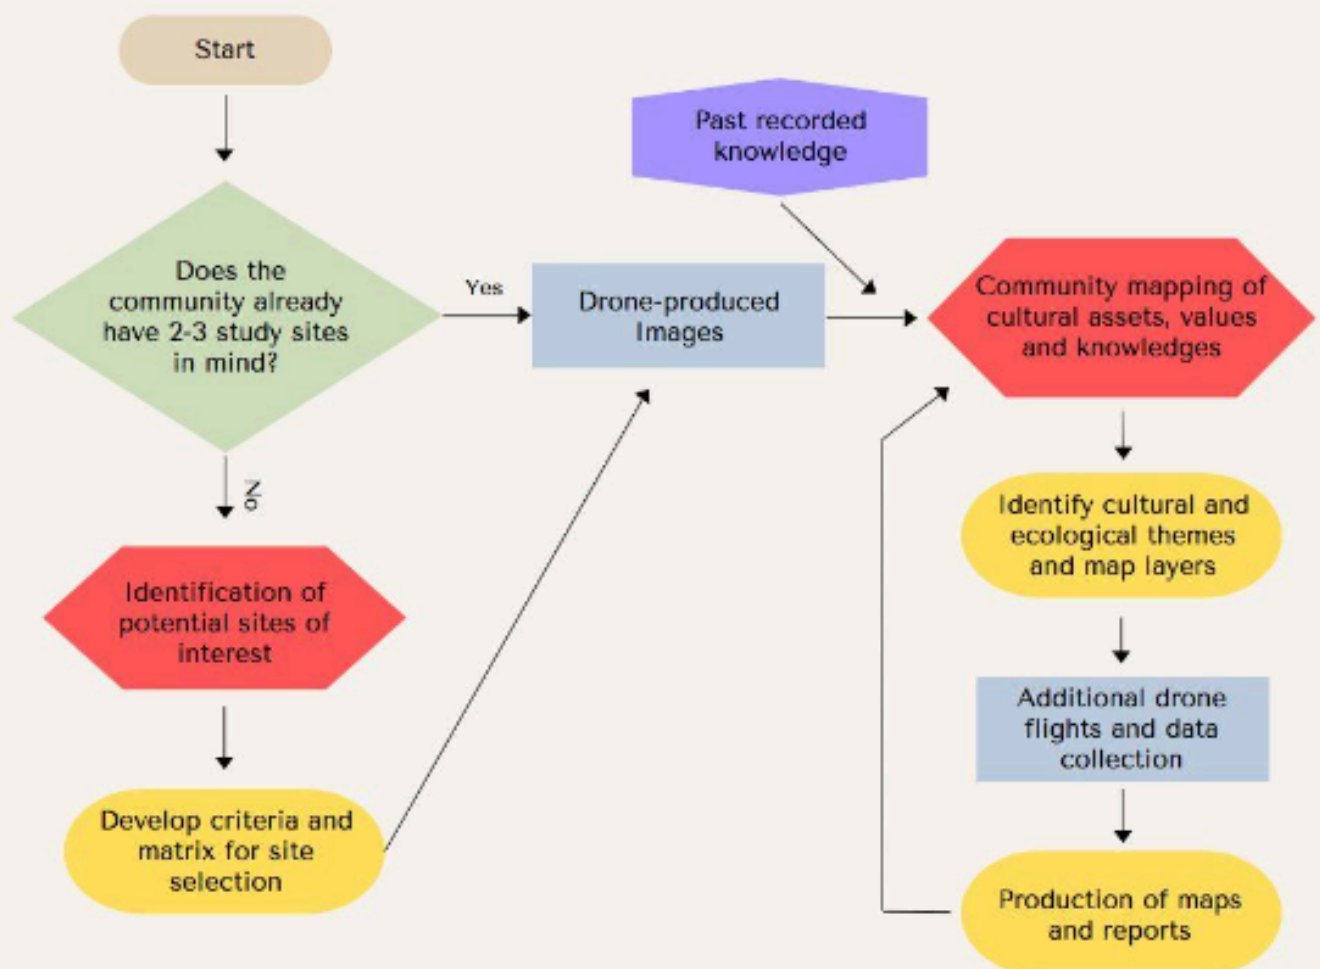 Start
Past recorded
knowledge
Does the
community already
have 2-3 study sites
in mind?
Yes
Drone-produced
Images
Community mapping of
cultural assets, values
and knowledges
No
Identify cultural and
ecological themes
and map layers
Identification of
potential sites of
interest
Additional drone
flights and data
collection
Develop criteria and
matrix for site
selection
Production of maps
and reports